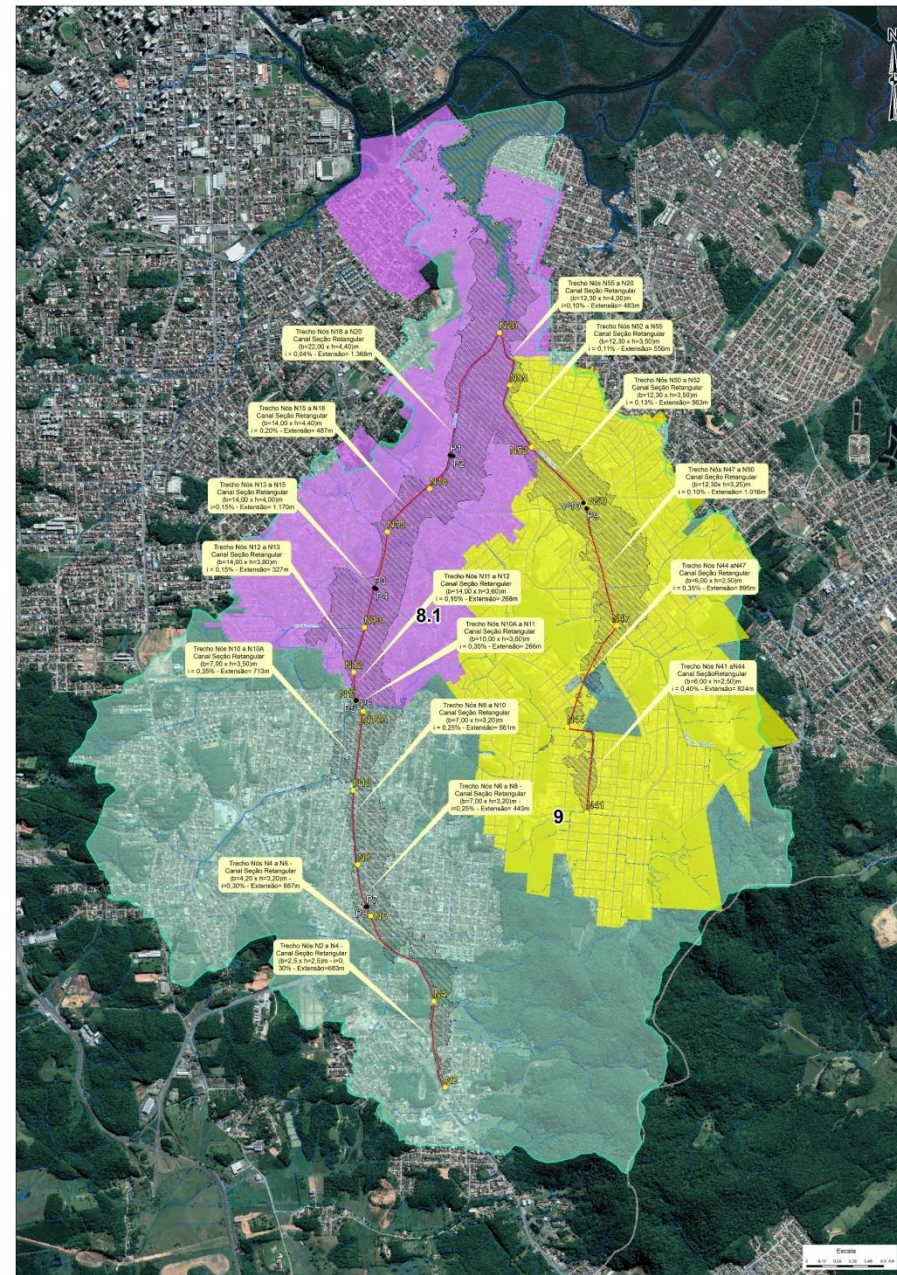 N
Trecho Nós N55 a N20
Canal Seção Retangular
(b=12,30 x h=4,00)m
i=0,10% - Extensão= 483m
Trecho Nós N18 a N20
Canal Seção Retangular
(b=22,00 x h=4,40)m
i = 0,04% - Extensão= 1.368m
N20
Trecho Nós N52 a N55
Canal Seção Retangular
(b=12,30 x h=3,50)m
i = 0,11% - Extensão= 556m
Trecho Nós N50 a N52
Canal Seção Retangular
(b=12,30 x h=3,50)m
i = 0,13% - Extensão= 563m
Trecho Nós N15 a N18
Canal Seção Retangular
(b=14,00 x h=4,40)m
i = 0,20% - Extensão= 487m
N52
P1
P2
Trecho Nós N13 a N15
Canal Seção Retangular
(b=14,00 x h=4,00)m
i=0,15% - Extensão= 1.170m
N18
Trecho Nós N47 a N50
Canal Seção Retangular
(b=12,30x h=3,25)m
i = 0,10% - Extensão= 1.016m
N50
P10
P9
N15
Trecho Nós N12 a N13
Canal Seção Retangular
(b=14,00 x h=3,80)m
i = 0,15% - Extensão= 327m
Trecho Nós N44 aN47
Canal Seção Retangular
(b=6,00 x h=2,50)m
i = 0,35% - Extensão= 895m
Trecho Nós N11 a N12
Canal Seção Retangular
(b=14,00 x h=3,60)m
i = 0,15% - Extensão= 268m
P4
8.1
N13
N47
Trecho Nós N10A a N11
Canal Seção Retangular
(b=10,00 x h=3,60)m
i = 0,35% - Extensão= 266m
Trecho Nós N10 a N10A
Canal Seção Retangular
(b=7,00 x h=3,50)m
i = 0,35% - Extensão= 713m
N12
Trecho Nós N41 aN44
Canal SeçãoRetangular
(b=6,00 x h=2,50)m
i = 0,40% - Extensão= 824m
N11
N10A
Trecho Nós N8 a N10
Canal Seção Retangular
(b=7,00 x h=3,20)m
i = 0,25% - Extensão= 561m
N44
N10
Trecho Nós N6 a N8 -
Canal Seção Retangular
(b=7,00 x h=3,20)m -
i=0,25% - Extensão= 443m
N41
9
N8
Trecho Nós N4 a N6 -
Canal Seção Retangular
(b=4,20 x h=3,20)m -
i=0,30% - Extensão= 887m
P7
N6
Trecho Nós N2 a N4 -
Canal Seção Retangular
(b=2,5 x h=2,5)m - i=0,
30% - Extensão=683m
N4
N2
Escala